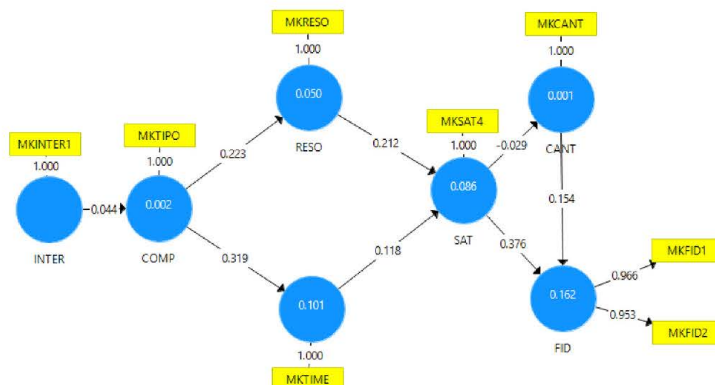 MKRESO
1.000
0.050
RESO
MKCANT
1.000
0.001
CANT
MKINTER1
1.000
INTER
-0.044
MKTIPO
1.000
0.002
COMP
0.223
0.319
0.212
0.118
MKSAT4
1.000
0.086
SAT
-0.029
0.154
0.376
0.101
1.000
MKTIME
0.162
FID
0.966
0.953
MKFID1
MKFID2